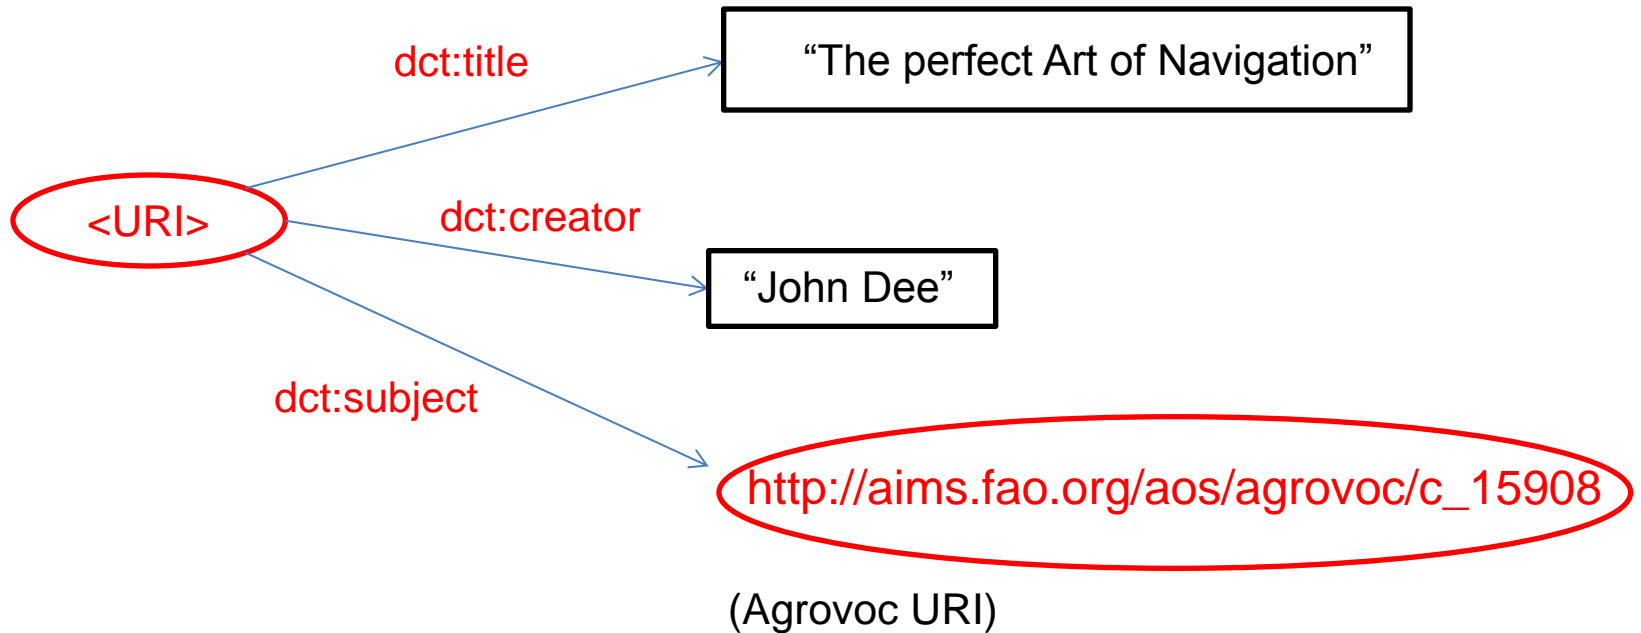 dct:title
“The perfect Art of Navigation”
<URI>
dct:creator
“John Dee”
dct:subject
http://aims.fao.org/aos/agrovoc/c_15908
(Agrovoc URI)